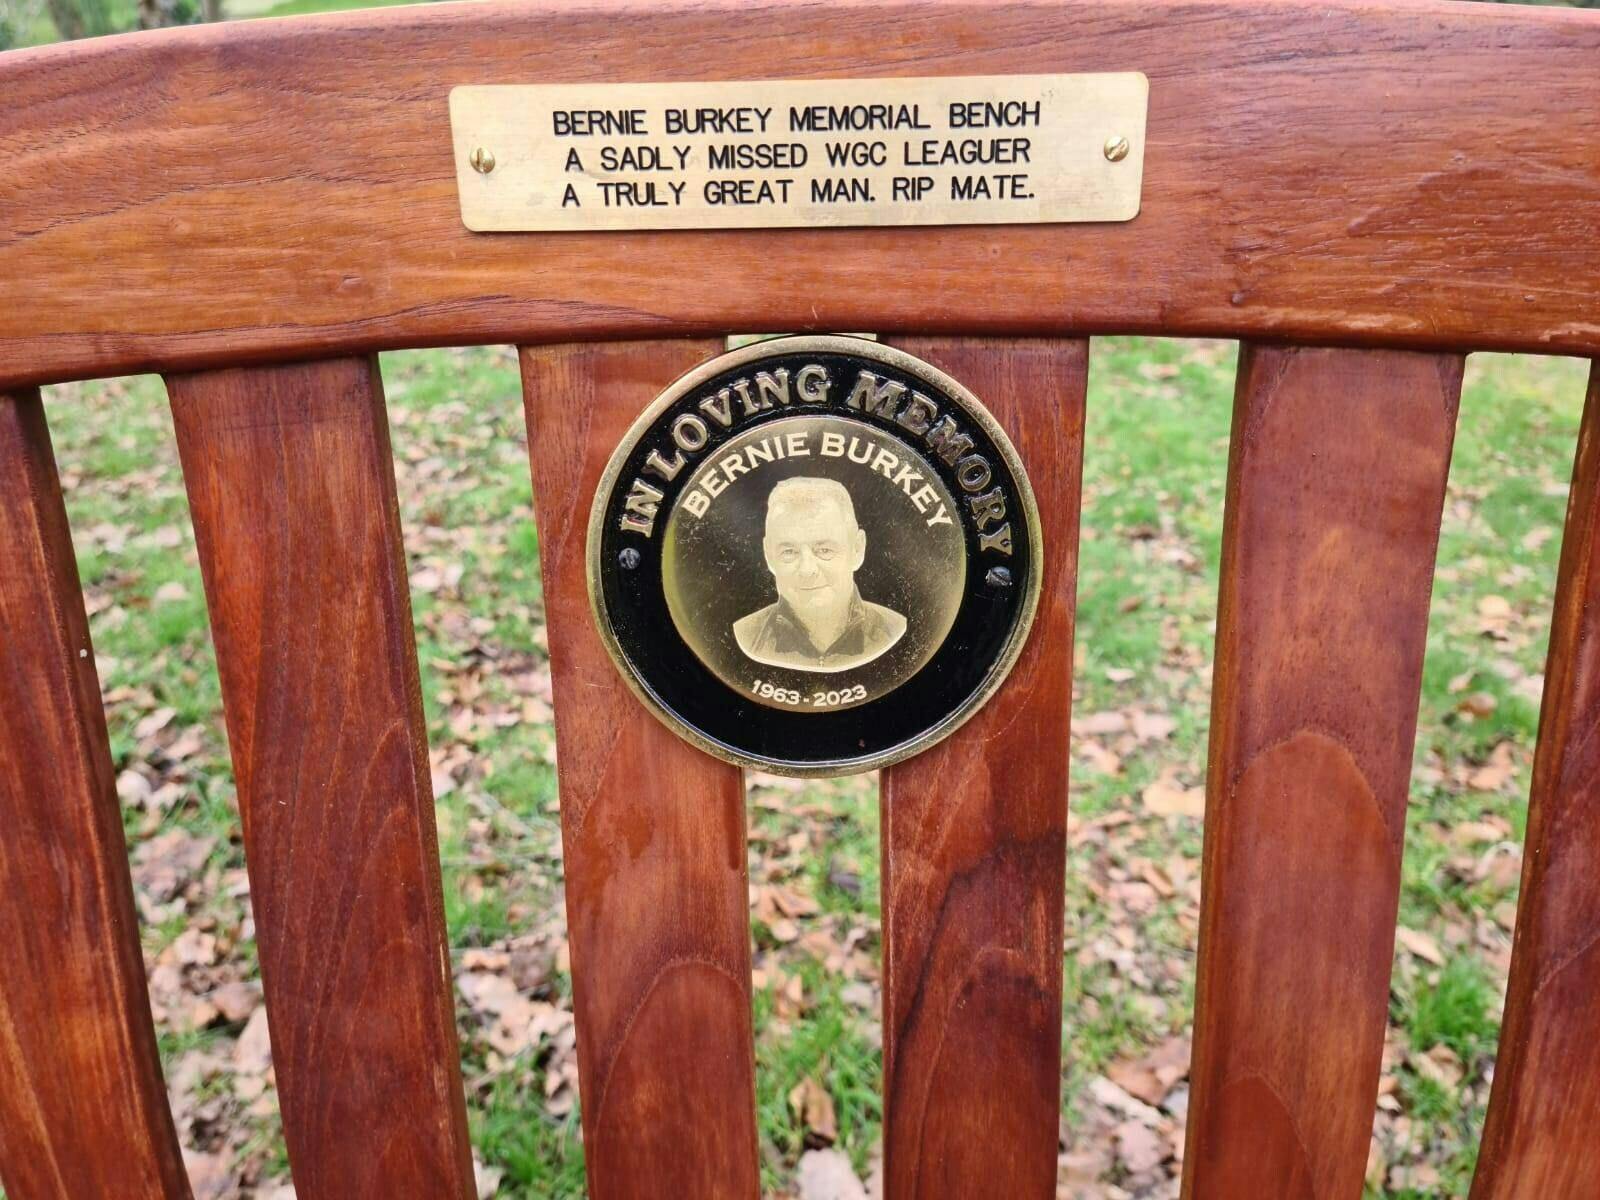 BERNIE BURKEY MEMORIAL BENCH
A SADLY MISSED WGC LEAGUER
A TRULY GREAT MAN. RIP MATE.
IN LOVING MEMORY
BERNIE BURKEY
1963-2023